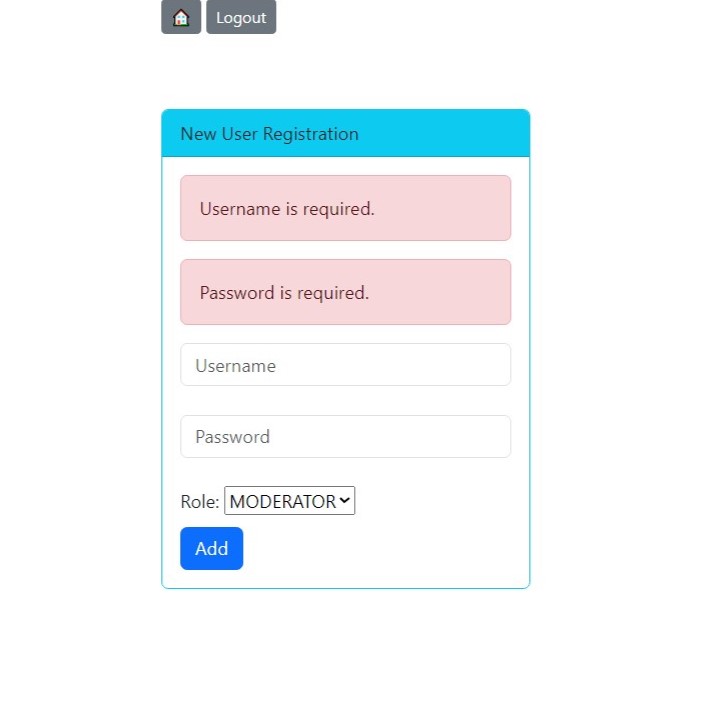 Logout
New User Registration
Username is required.
Password is required.
Username
Password
Role: MODERATOR
Add